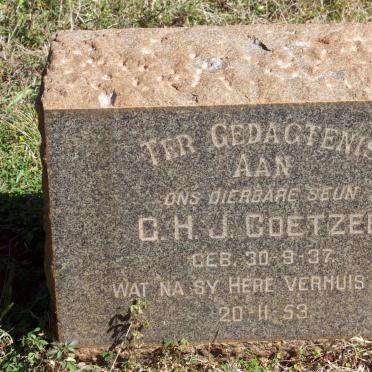 TER GEDAGTENIS
AAN
ONS DIERBARE SEUN
G.H.J. COETZEE
GEB. 30-9-37.
WAT NA SY HERE VERHUIS
20-11-53.